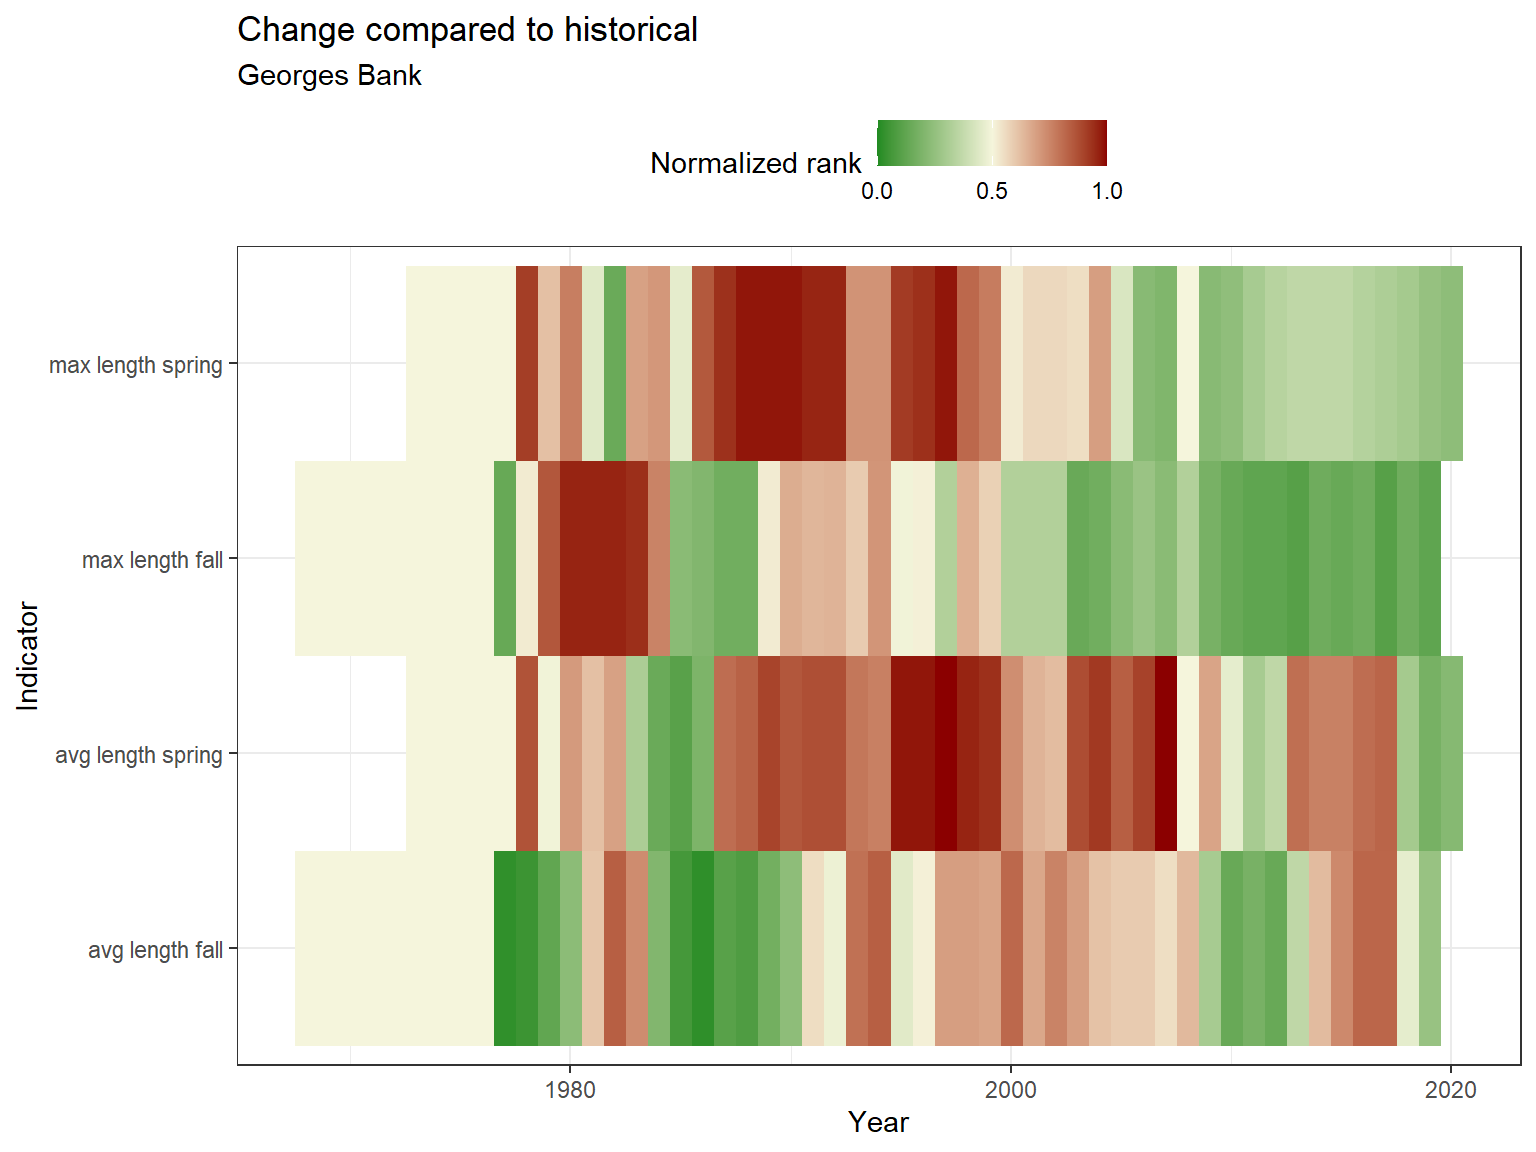 Change compared to historical
Georges Bank
Normalized rank
0.0 0.5 1.0
max length spring
max length fall
avg length spring
avg length fall
Indicator
1980 2000 2020
Year